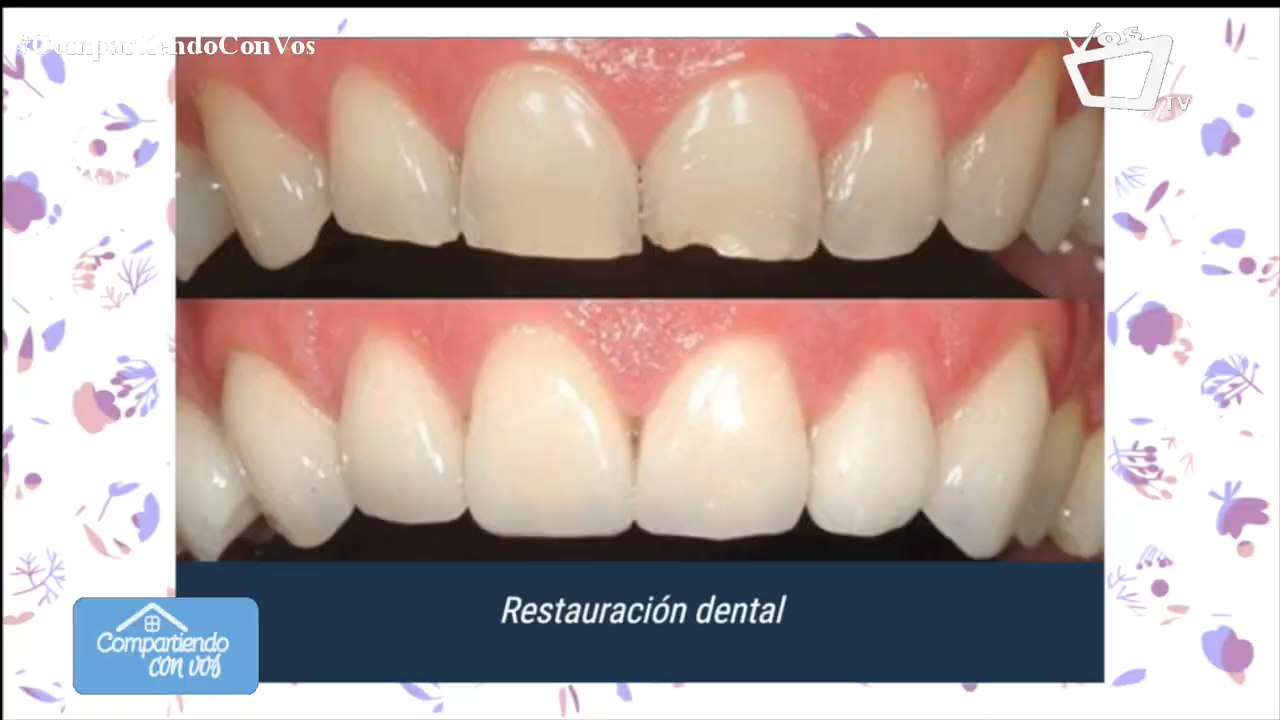 #CompartiendoConVos
VOS
TV
Restauración dental
Compartiendo
con vos